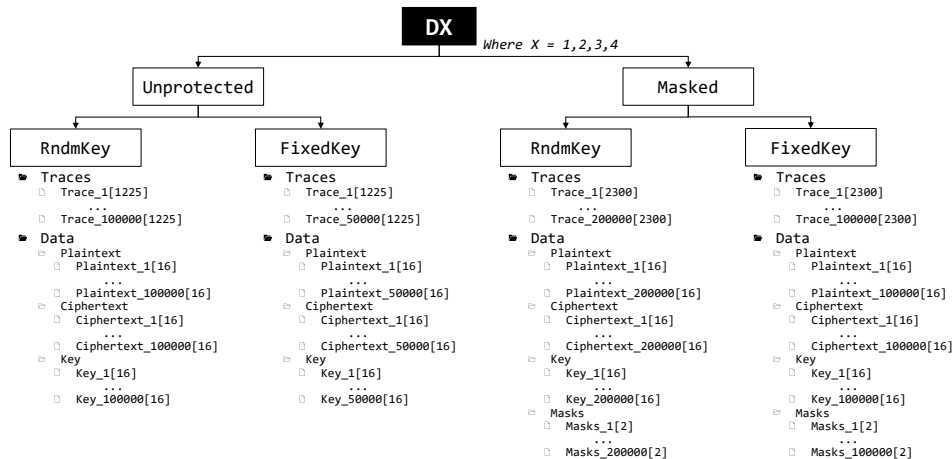 DX
Where X = 1,2,3,4
Unprotected
Masked
RndmKey
Traces
Trace_1[1225]
...
Trace_100000[1225]
Data
Plaintext
Plaintext_1[16]
...
Plaintext_100000[16]
Ciphertext
Ciphertext_1[16]
...
Ciphertext_100000[16]
Key
Key_1[16]
...
Key_100000[16]
FixedKey
Traces
Trace_1[1225]
...
Trace_50000[1225]
Data
Plaintext
Plaintext_1[16]
...
Plaintext_50000[16]
Ciphertext
Ciphertext_1[16]
...
Ciphertext_50000[16]
Key
Key_1[16]
...
Key_50000[16]
RndmKey
Traces
Trace_1[2300]
...
Trace_200000[2300]
Data
Plaintext
Plaintext_1[16]
...
Plaintext_200000[16]
Ciphertext
Ciphertext_1[16]
...
Ciphertext_200000[16]
Key
Key_1[16]
...
Key_200000[16]
Masks
Masks_1[2]
...
Masks_200000[2]
FixedKey
Traces
Trace_1[2300]
...
Trace_100000[2300]
Data
Plaintext
Plaintext_1[16]
...
Plaintext_100000[16]
Ciphertext
Ciphertext_1[16]
...
Ciphertext_100000[16]
Key
Key_1[16]
...
Key_100000[16]
Masks
Masks_1[2]
...
Masks_100000[2]